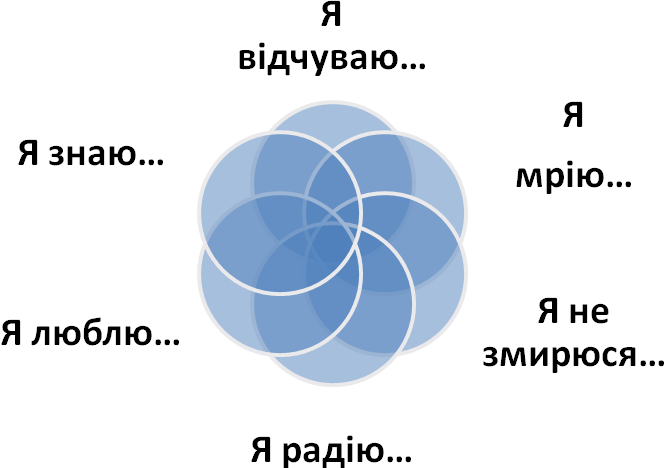 Я
відчуваю…
Я
мрію…
Я знаю…
Я не
змирюся…
Я люблю…
Я радію…